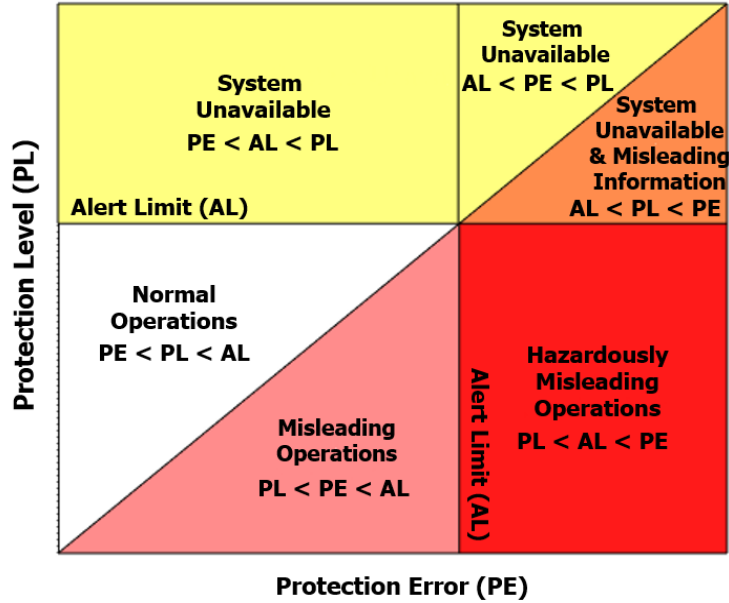 System
Unavailable
PE < AL < PL
System
Unavailable
AL < PE < PL
System
Unavailable
& Misleading
Information
AL < PL < PE
Alert Limit (AL)
Protection Level (PL)
Normal
Operations
PE < PL < AL
Misleading
Operations
PL < PE < AL
Alert Limit (AL)
Hazardously
Misleading
Operations
PL < AL < PE
Protection Error (PE)